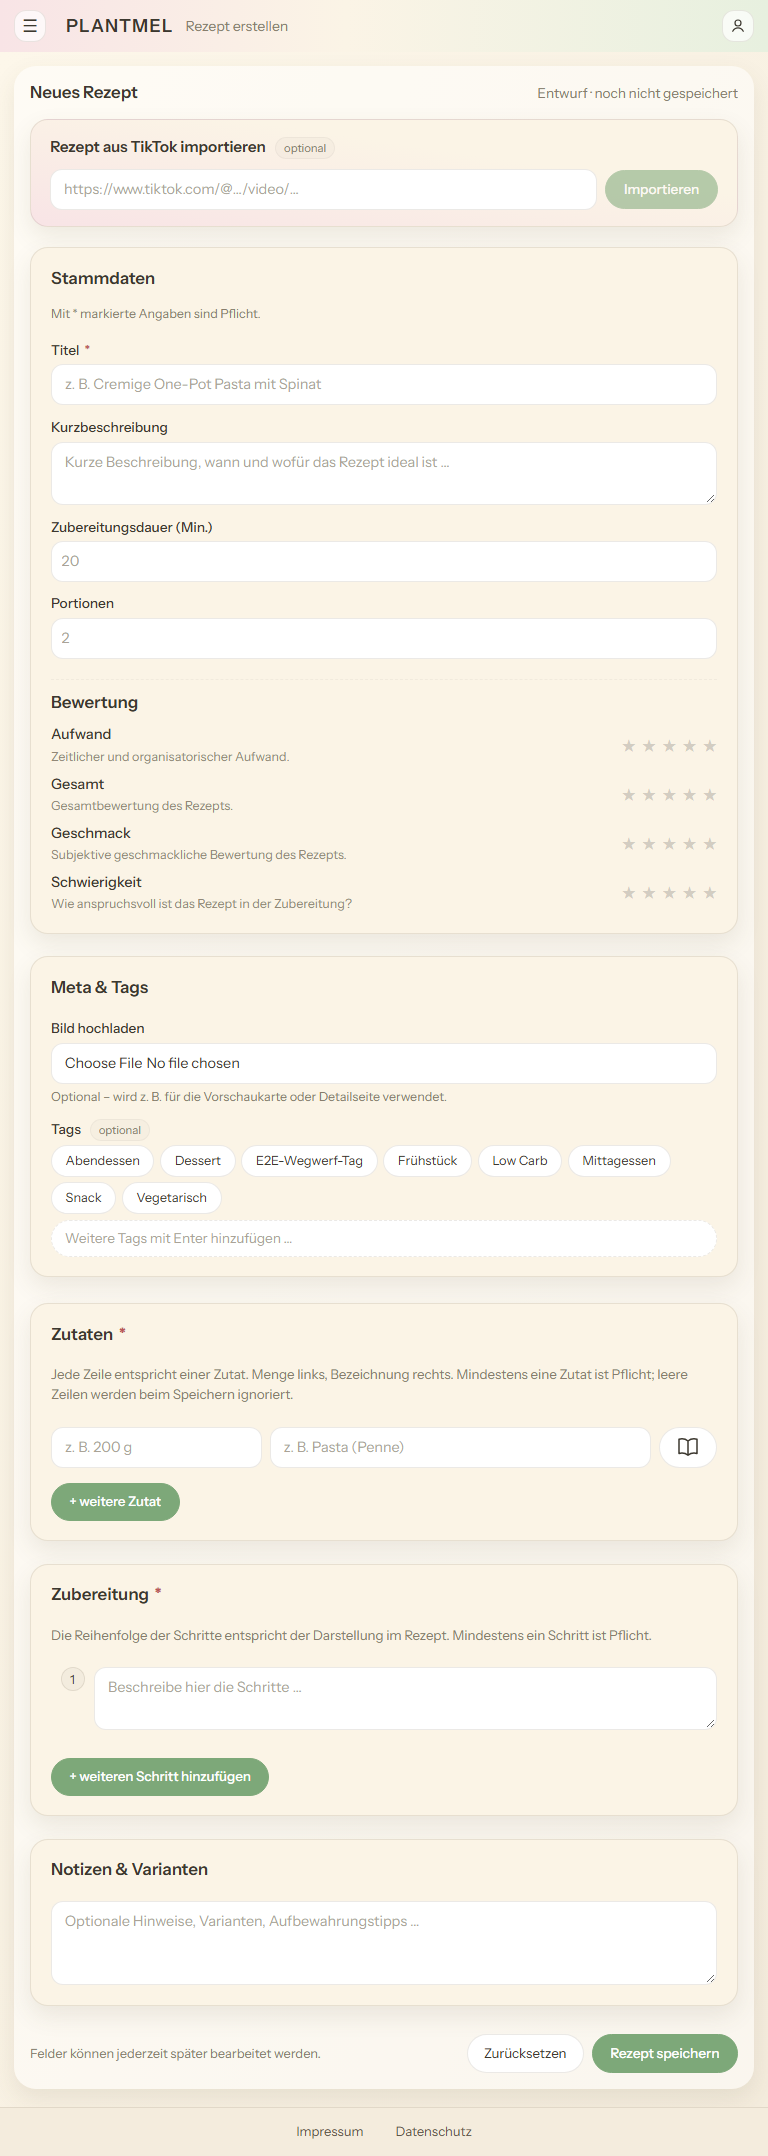 ☰ PLANTMEL Rezept erstellen
Neues Rezept
Entwurf · noch nicht gespeichert
Rezept aus TikTok importieren optional
https://www.tiktok.com/@.../video/...
Importieren
Stammdaten
Mit * markierte Angaben sind Pflicht.
Titel *
z. B. Cremige One-Pot Pasta mit Spinat
Kurzbeschreibung
Kurze Beschreibung, wann und wofür das Rezept ideal ist ...
Zubereitungsdauer (Min.)
20
Portionen
2
Bewertung
Aufwand
Zeitlicher und organisatorischer Aufwand.
★ ★ ★ ★ ★
Gesamt
Gesamtbewertung des Rezepts.
★ ★ ★ ★ ★
Geschmack
Subjektive geschmackliche Bewertung des Rezepts.
★ ★ ★ ★ ★
Schwierigkeit
Wie anspruchsvoll ist das Rezept in der Zubereitung?
★ ★ ★ ★ ★
Meta & Tags
Bild hochladen
Choose File No file chosen
Optional – wird z. B. für die Vorschaukarte oder Detailseite verwendet.
Tags optional
Abendessen Dessert E2E-Wegwerf-Tag Frühstück Low Carb Mittagessen
Snack Vegetarisch
Weitere Tags mit Enter hinzufügen ...
Zutaten *
Jede Zeile entspricht einer Zutat. Menge links, Bezeichnung rechts. Mindestens eine Zutat ist Pflicht; leere
Zeilen werden beim Speichern ignoriert.
z. B. 200 g
z. B. Pasta (Penne)
+ weitere Zutat
Zubereitung *
Die Reihenfolge der Schritte entspricht der Darstellung im Rezept. Mindestens ein Schritt ist Pflicht.
1
Beschreibe hier die Schritte ...
+ weiteren Schritt hinzufügen
Notizen & Varianten
Optionale Hinweise, Varianten, Aufbewahrungstipps ...
Felder können jederzeit später bearbeitet werden.
Zurücksetzen
Rezept speichern
Impressum Datenschutz